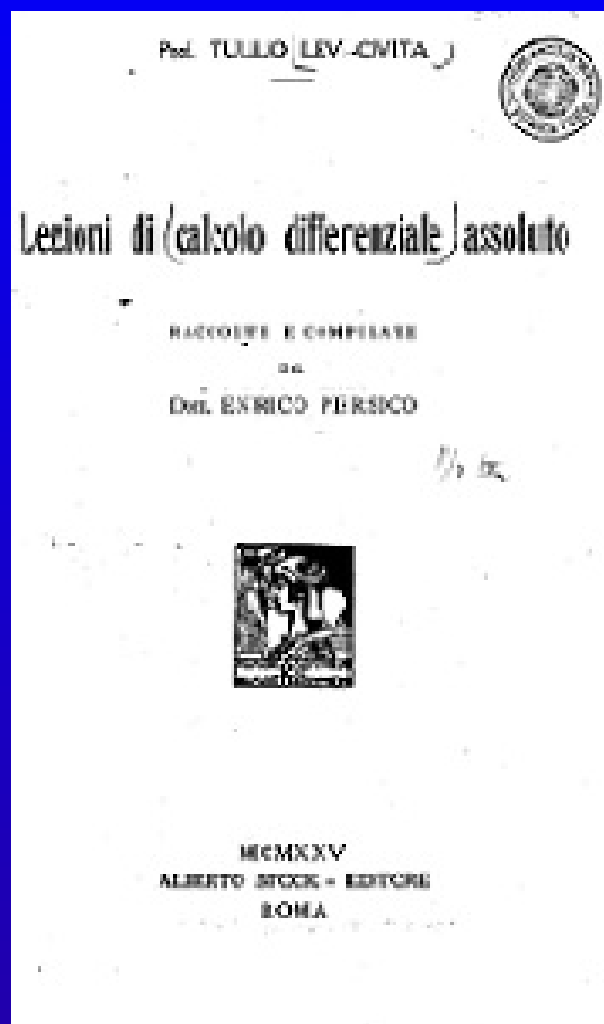 Prof. TULLIO LEVI-CIVITA
Lezioni di (calcolo differenziale) assoluto
RACCOLTE E COMPILATE
DA
Dott. ENRICO PERSICO
MCMXXV
ALBERTO STOCK - EDITORE
ROMA